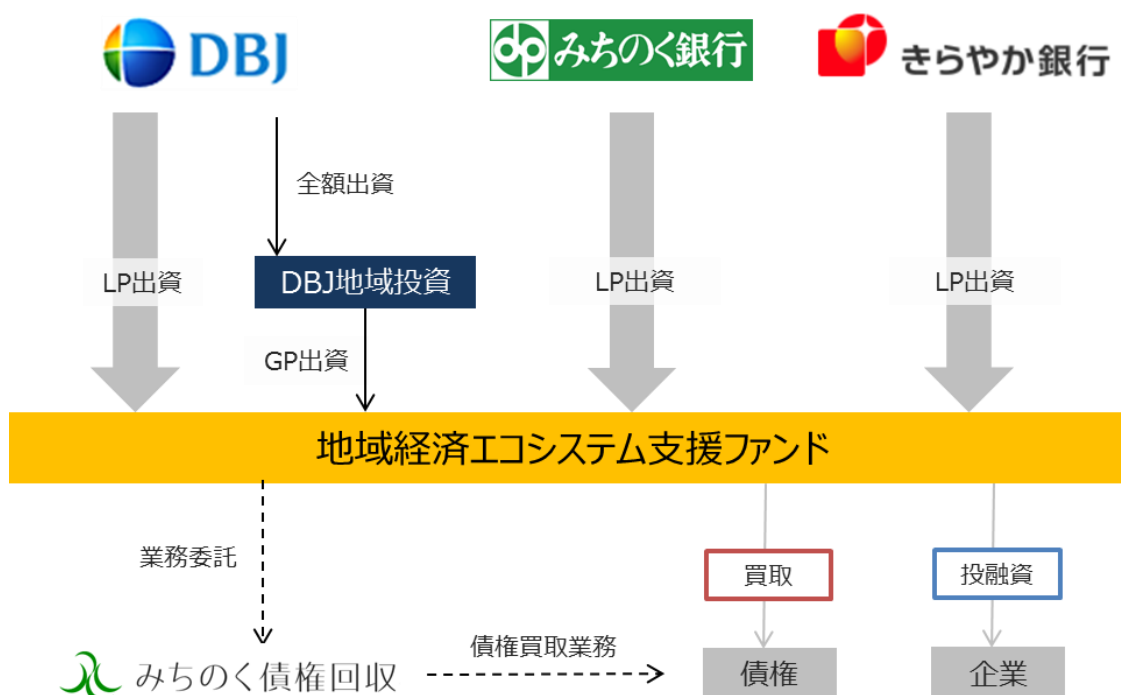 DBJ
dp みちのく銀行
きらやか銀行
全額出資
LP出資
DBJ地域投資
LP出資
LP出資
GP出資
地域経済エコシステム支援ファンド
業務委託
買取
投融資
みちのく債権回収
債権買取業務
債権
企業